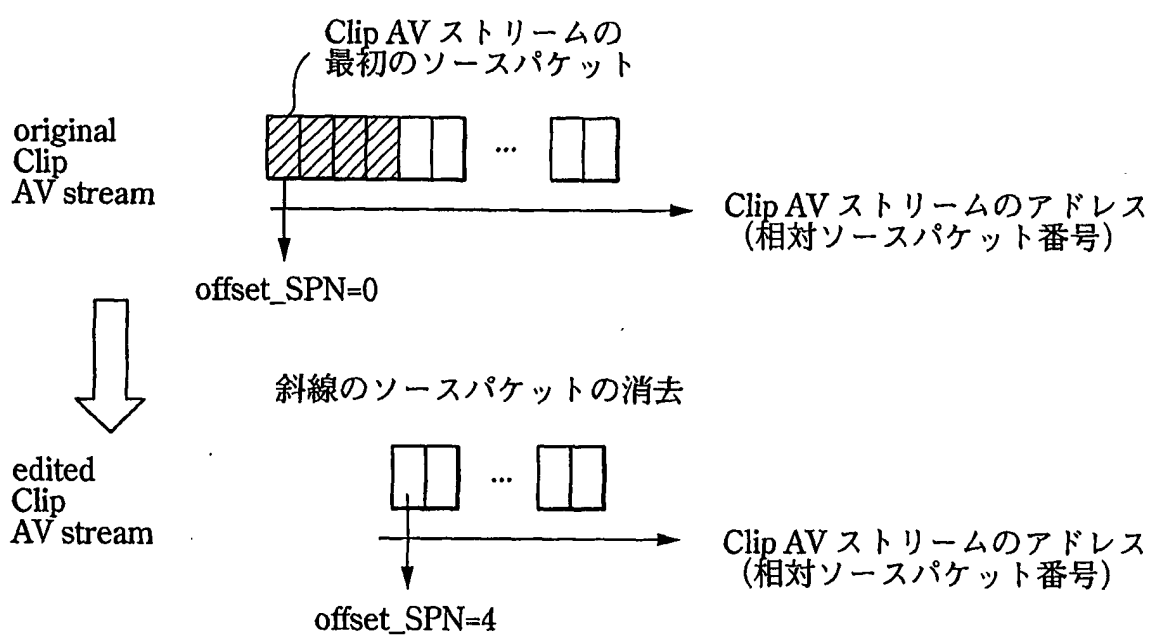 Clip AV ストリームの
最初のソースパケット
original
Clip
AV stream
...
Clip AV ストリームのアドレス
(相対ソースパケット番号)
offset_SPN=0
斜線のソースパケットの消去
edited
Clip
AV stream
...
Clip AV ストリームのアドレス
(相対ソースパケット番号)
offset_SPN=4